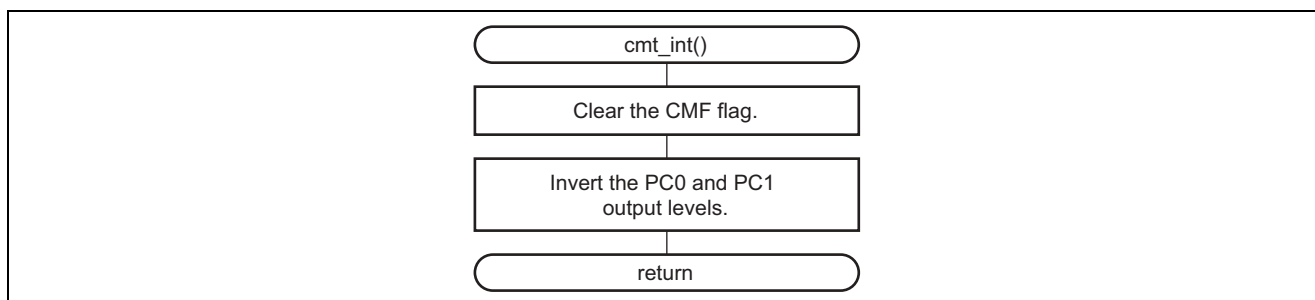 cmt_int()
Clear the CMF flag.
Invert the PC0 and PC1
output levels.
return